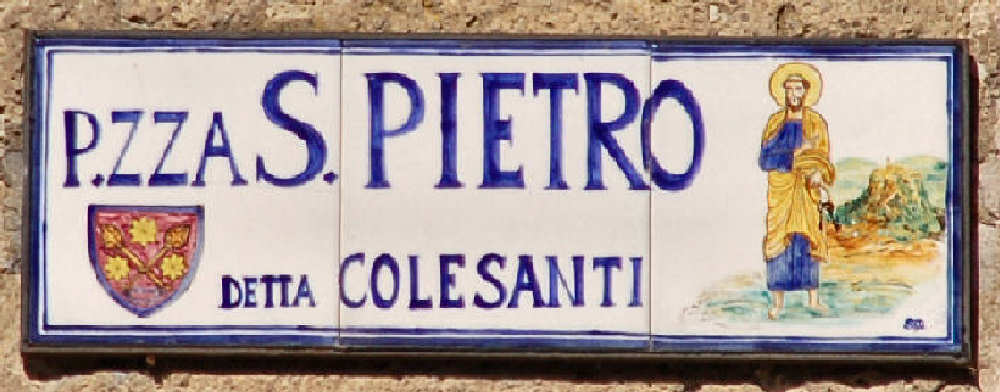 P.ZZA S. PIETRO
DETTA COLESANTI